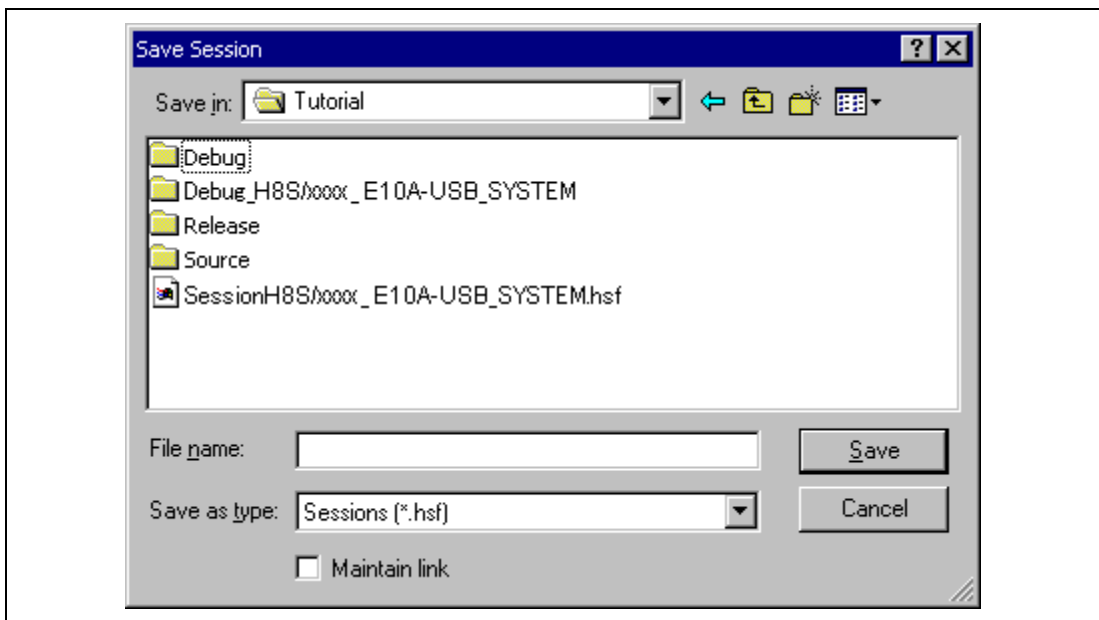 Save Session
Save in: Tutorial
Debug
Debug_H8S/xxxx_E10A-USB_SYSTEM
Release
Source
SessionH8S/xxxx_E10A-USB_SYSTEM.hsf
File name:
Save
Save as type: Sessions (*.hsf)
Cancel
Maintain link